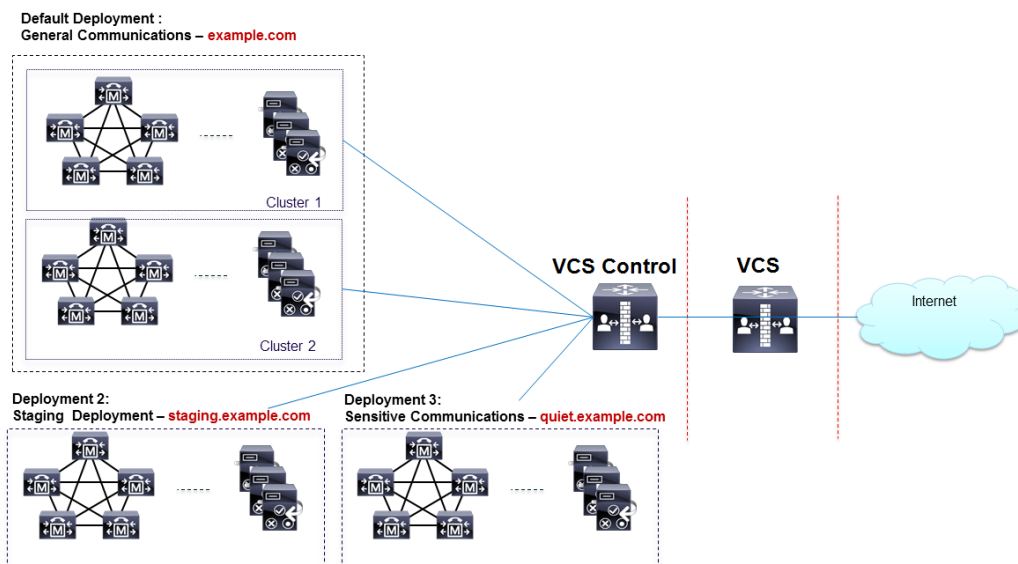 Default Deployment :
General Communications – example.com
M
M
M
M
M
Cluster 1
M
M
M
M
M
Cluster 2
VCS Control
VCS
Internet
Deployment 2:
Staging Deployment – staging.example.com
M
M
M
M
M
Deployment 3:
Sensitive Communications – quiet.example.com
M
M
M
M
M